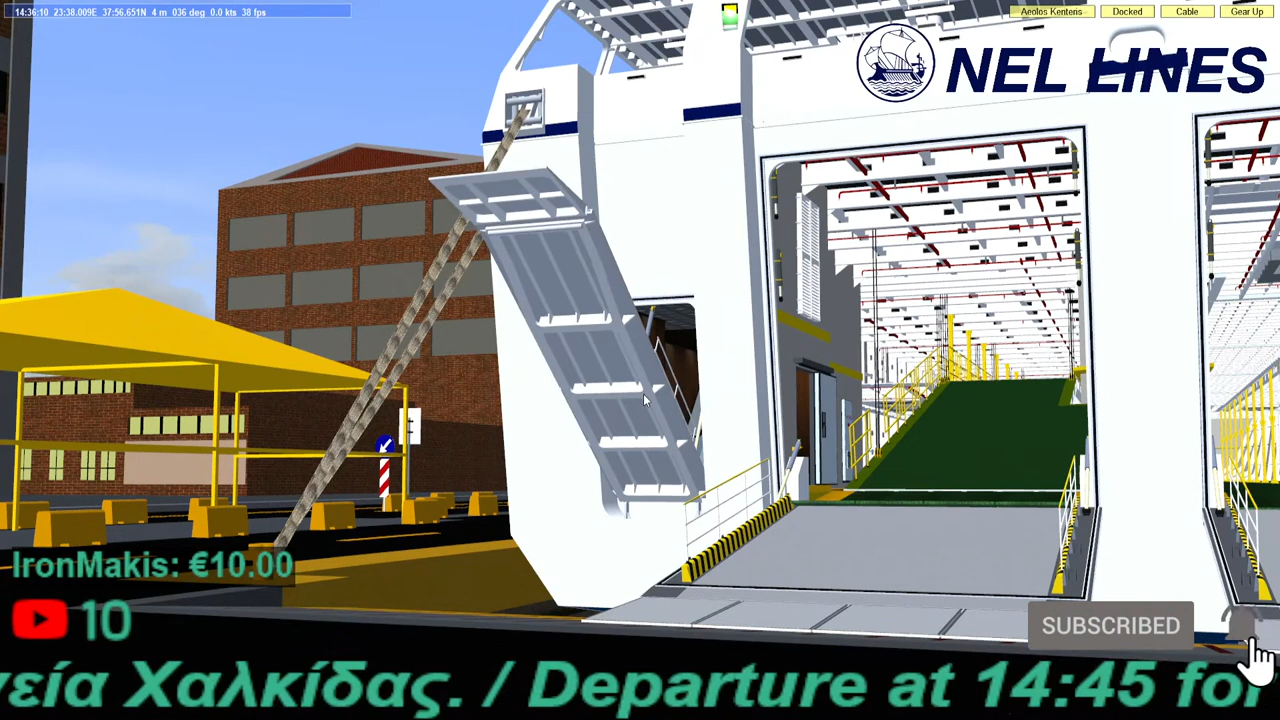 14:36:10 23:38.009E 37:56.651N 4 m 036 deg 0.0 kts 38 fps
Aeolos Kenteris Docked Cable Gear Up
NEL LINES
IronMakis: €10.00
10
SUBSCRIBED
νεία Χαλκίδας. / Departure at 14:45 for